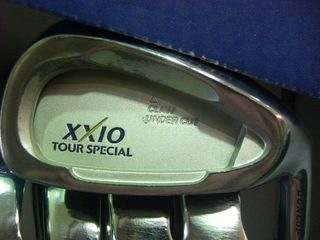 XXIO
TOUR SPECIAL
CLAW
UNDER CUT